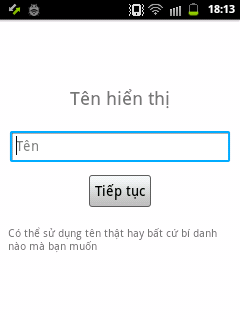 18:13
Tên hiển thị
Tên
Tiếp tục
Có thể sử dụng tên thật hay bất cứ bí danh
nào mà bạn muốn